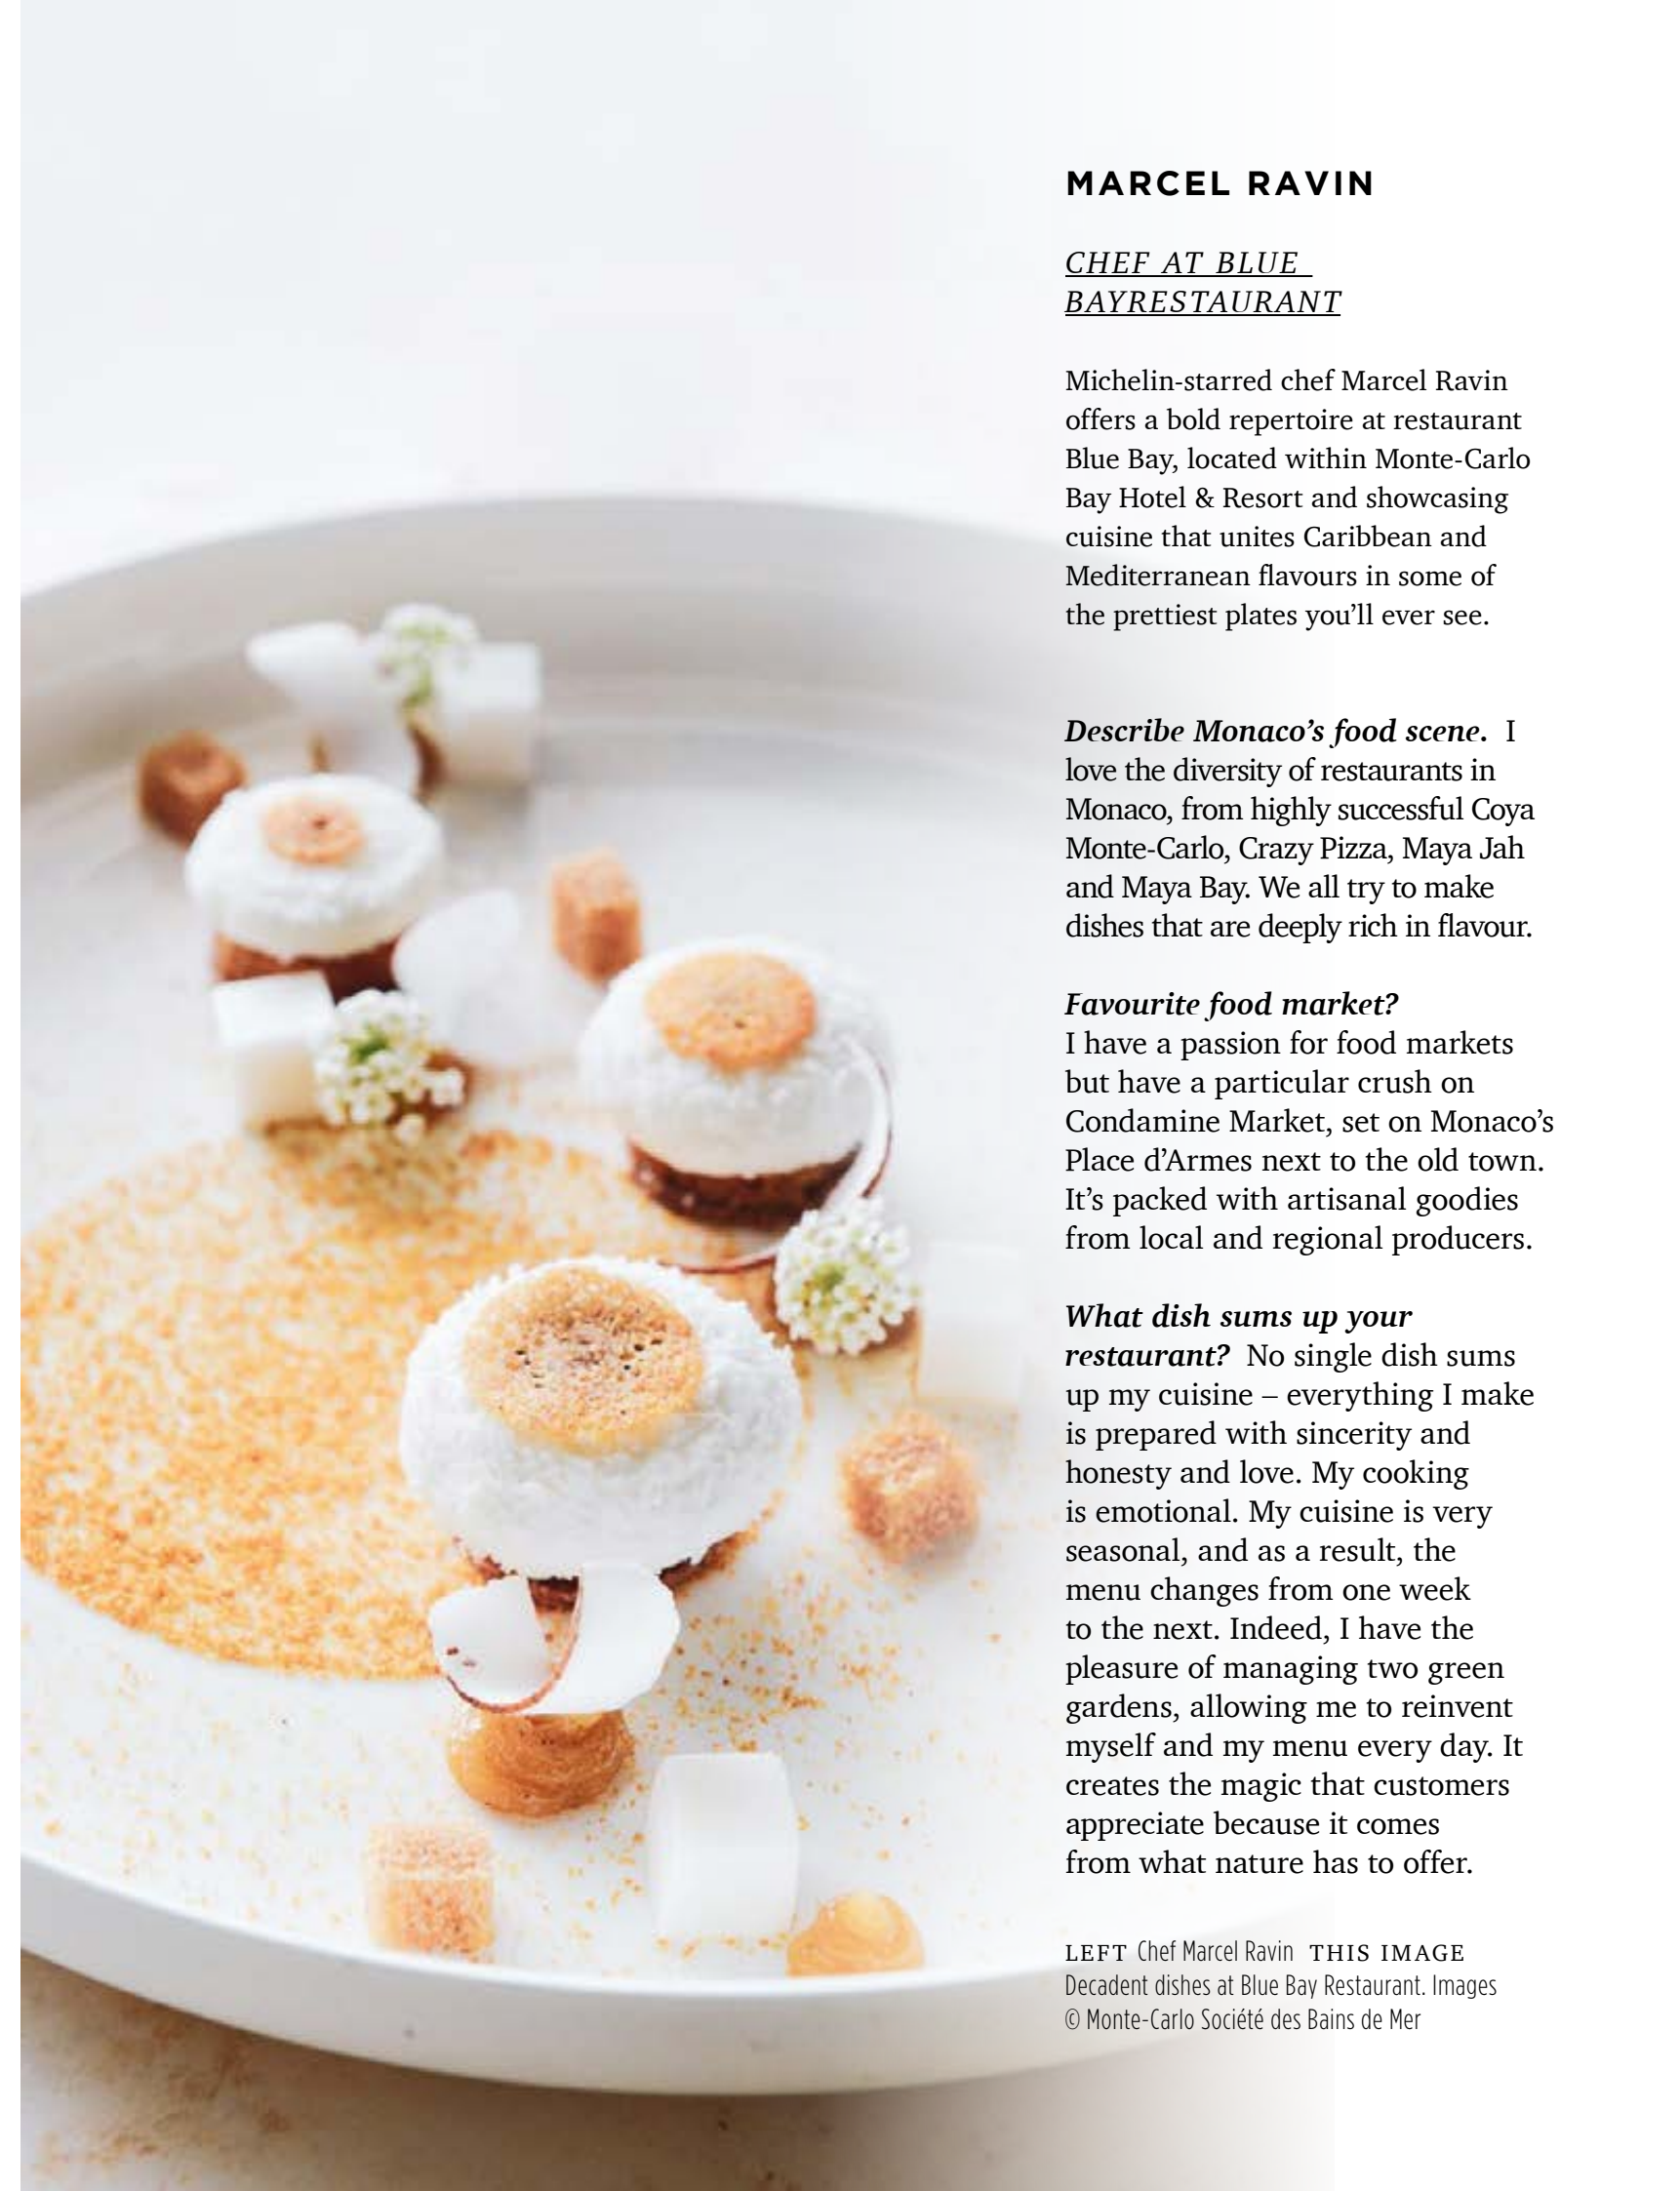 MARCEL RAVIN
CHEF AT BLUE
BAYRESTAURANT
Michelin-starred chef Marcel Ravin
offers a bold repertoire at restaurant
Blue Bay, located within Monte-Carlo
Bay Hotel & Resort and showcasing
cuisine that unites Caribbean and
Mediterranean flavours in some of
the prettiest plates you’ll ever see.
Describe Monaco’s food scene. I
love the diversity of restaurants in
Monaco, from highly successful Coya
Monte-Carlo, Crazy Pizza, Maya Jah
and Maya Bay. We all try to make
dishes that are deeply rich in flavour.
Favourite food market?
I have a passion for food markets
but have a particular crush on
Condamine Market, set on Monaco’s
Place d’Armes next to the old town.
It’s packed with artisanal goodies
from local and regional producers.
What dish sums up your
restaurant? No single dish sums
up my cuisine – everything I make
is prepared with sincerity and
honesty and love. My cooking
is emotional. My cuisine is very
seasonal, and as a result, the
menu changes from one week
to the next. Indeed, I have the
pleasure of managing two green
gardens, allowing me to reinvent
myself and my menu every day. It
creates the magic that customers
appreciate because it comes
from what nature has to offer.
LEFT Chef Marcel Ravin THIS IMAGE
Decadent dishes at Blue Bay Restaurant. Images
© Monte-Carlo Société des Bains de Mer